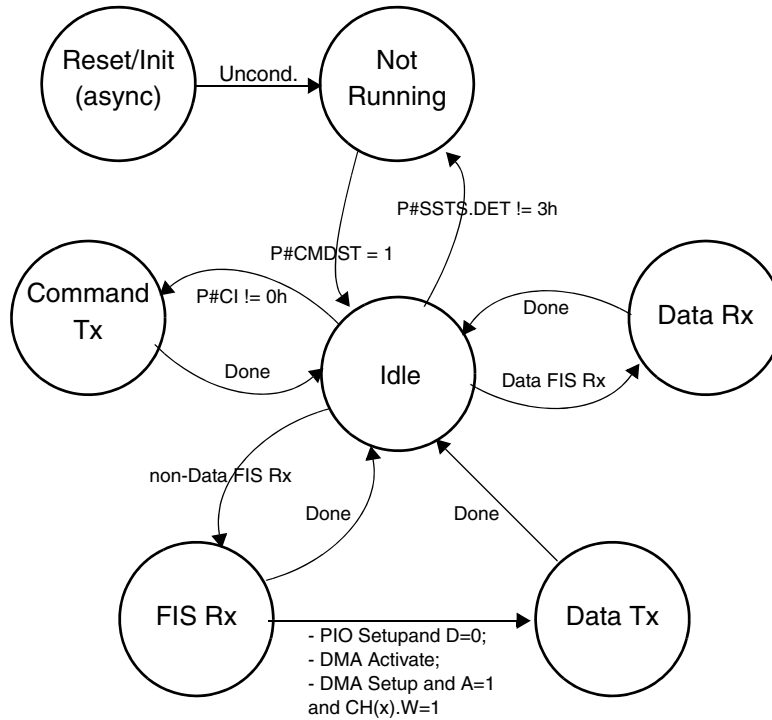 Reset/Init
(async)
Uncond.
Not
Running
P#SSTS.DET != 3h
P#CMDST = 1
Command
Tx
P#CI != 0h
Done
Idle
Done
Data Rx
Data FIS Rx
non-Data FIS Rx
Done
Done
FIS Rx
Data Tx
- PIO Setupand D=0;
- DMA Activate;
- DMA Setup and A=1
and CH(x).W=1